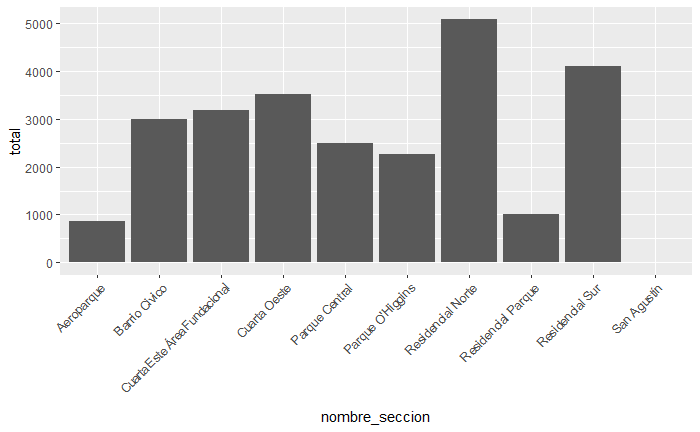 5000
4000
3000
2000
1000
0
total
Aeroparque
Barrio Cívico
Cuarta Este Área Fundacional
Cuarta Oeste
Parque Central
Parque O'Higgins
Residencial Norte
Residencial Parque
Residencial Sur
San Agustín
nombre_seccion